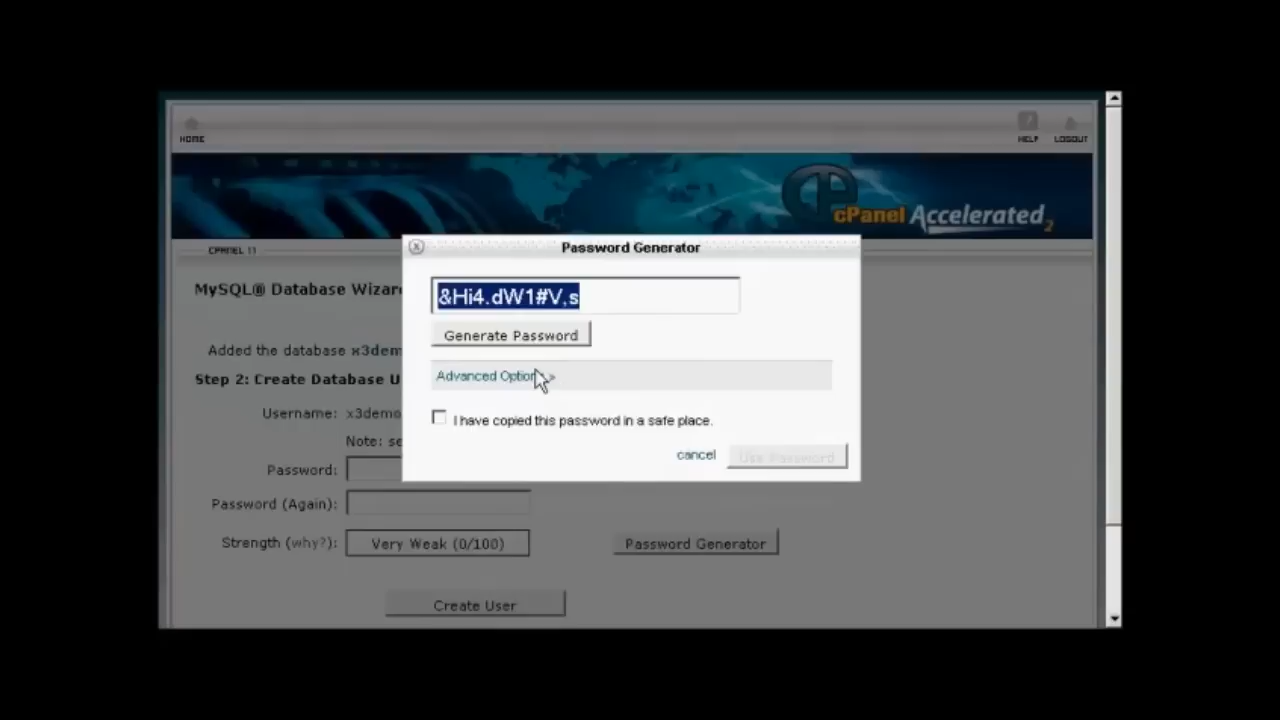 HOME
HELP LOGOUT
cPanel Accelerated2
CPANEL 11
Password Generator
MySQL® Database Wizar
&Hi4.dW1#V,s
Generate Password
Added the database x3dem
Advanced Option »
Step 2: Create Database U
Username: x3demo
I have copied this password in a safe place.
Note: se
cancel Use Password
Password:
Password (Again):
Strength (why?): Very Weak (0/100) Password Generator
Create User